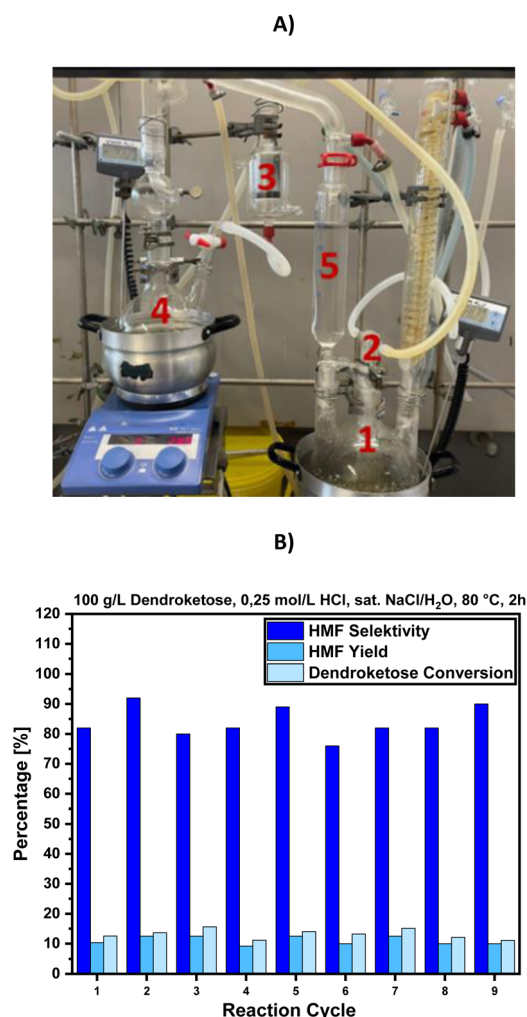 A)
3
5
4
2
1
B)
100 g/L Dendroketose, 0,25 mol/L HCl, sat. NaCl/H₂O, 80 °C, 2h
120
110
100
90
80
70
60
50
40
30
20
10
0
Percentage [%]
HMF Selektivity
HMF Yield
Dendroketose Conversion
1 2 3 4 5 6 7 8 9
Reaction Cycle